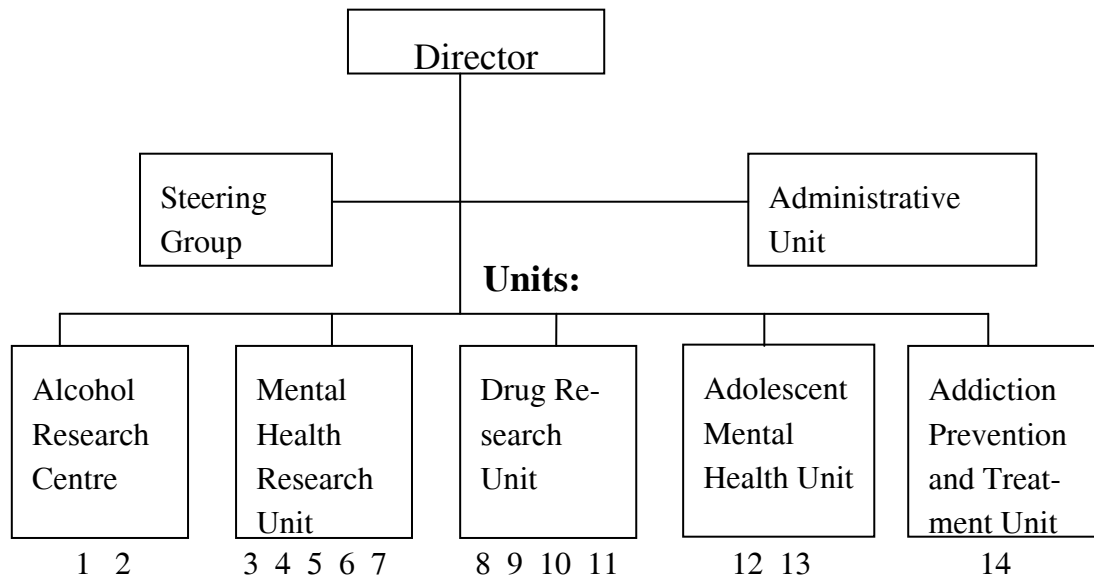 Director
Steering
Group
Administrative
Unit
Units:
Alcohol
Research
Centre
Mental
Health
Research
Unit
Drug Re-
search
Unit
Adolescent
Mental
Health Unit
Addiction
Prevention
and Treat-
ment Unit
1 2
3 4 5 6 7
8 9 10 11
12 13
14